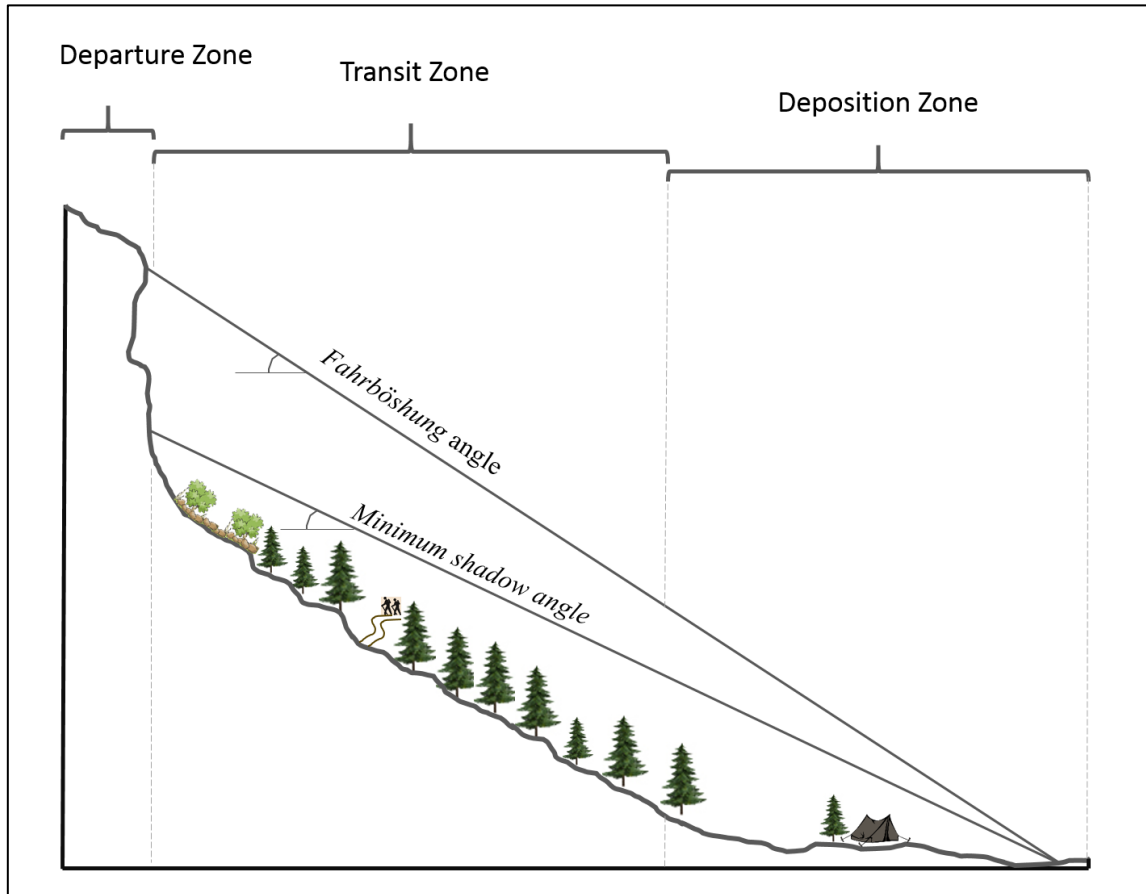 Departure Zone
Transit Zone
Deposition Zone
Fahrböshung angle
Minimum shadow angle